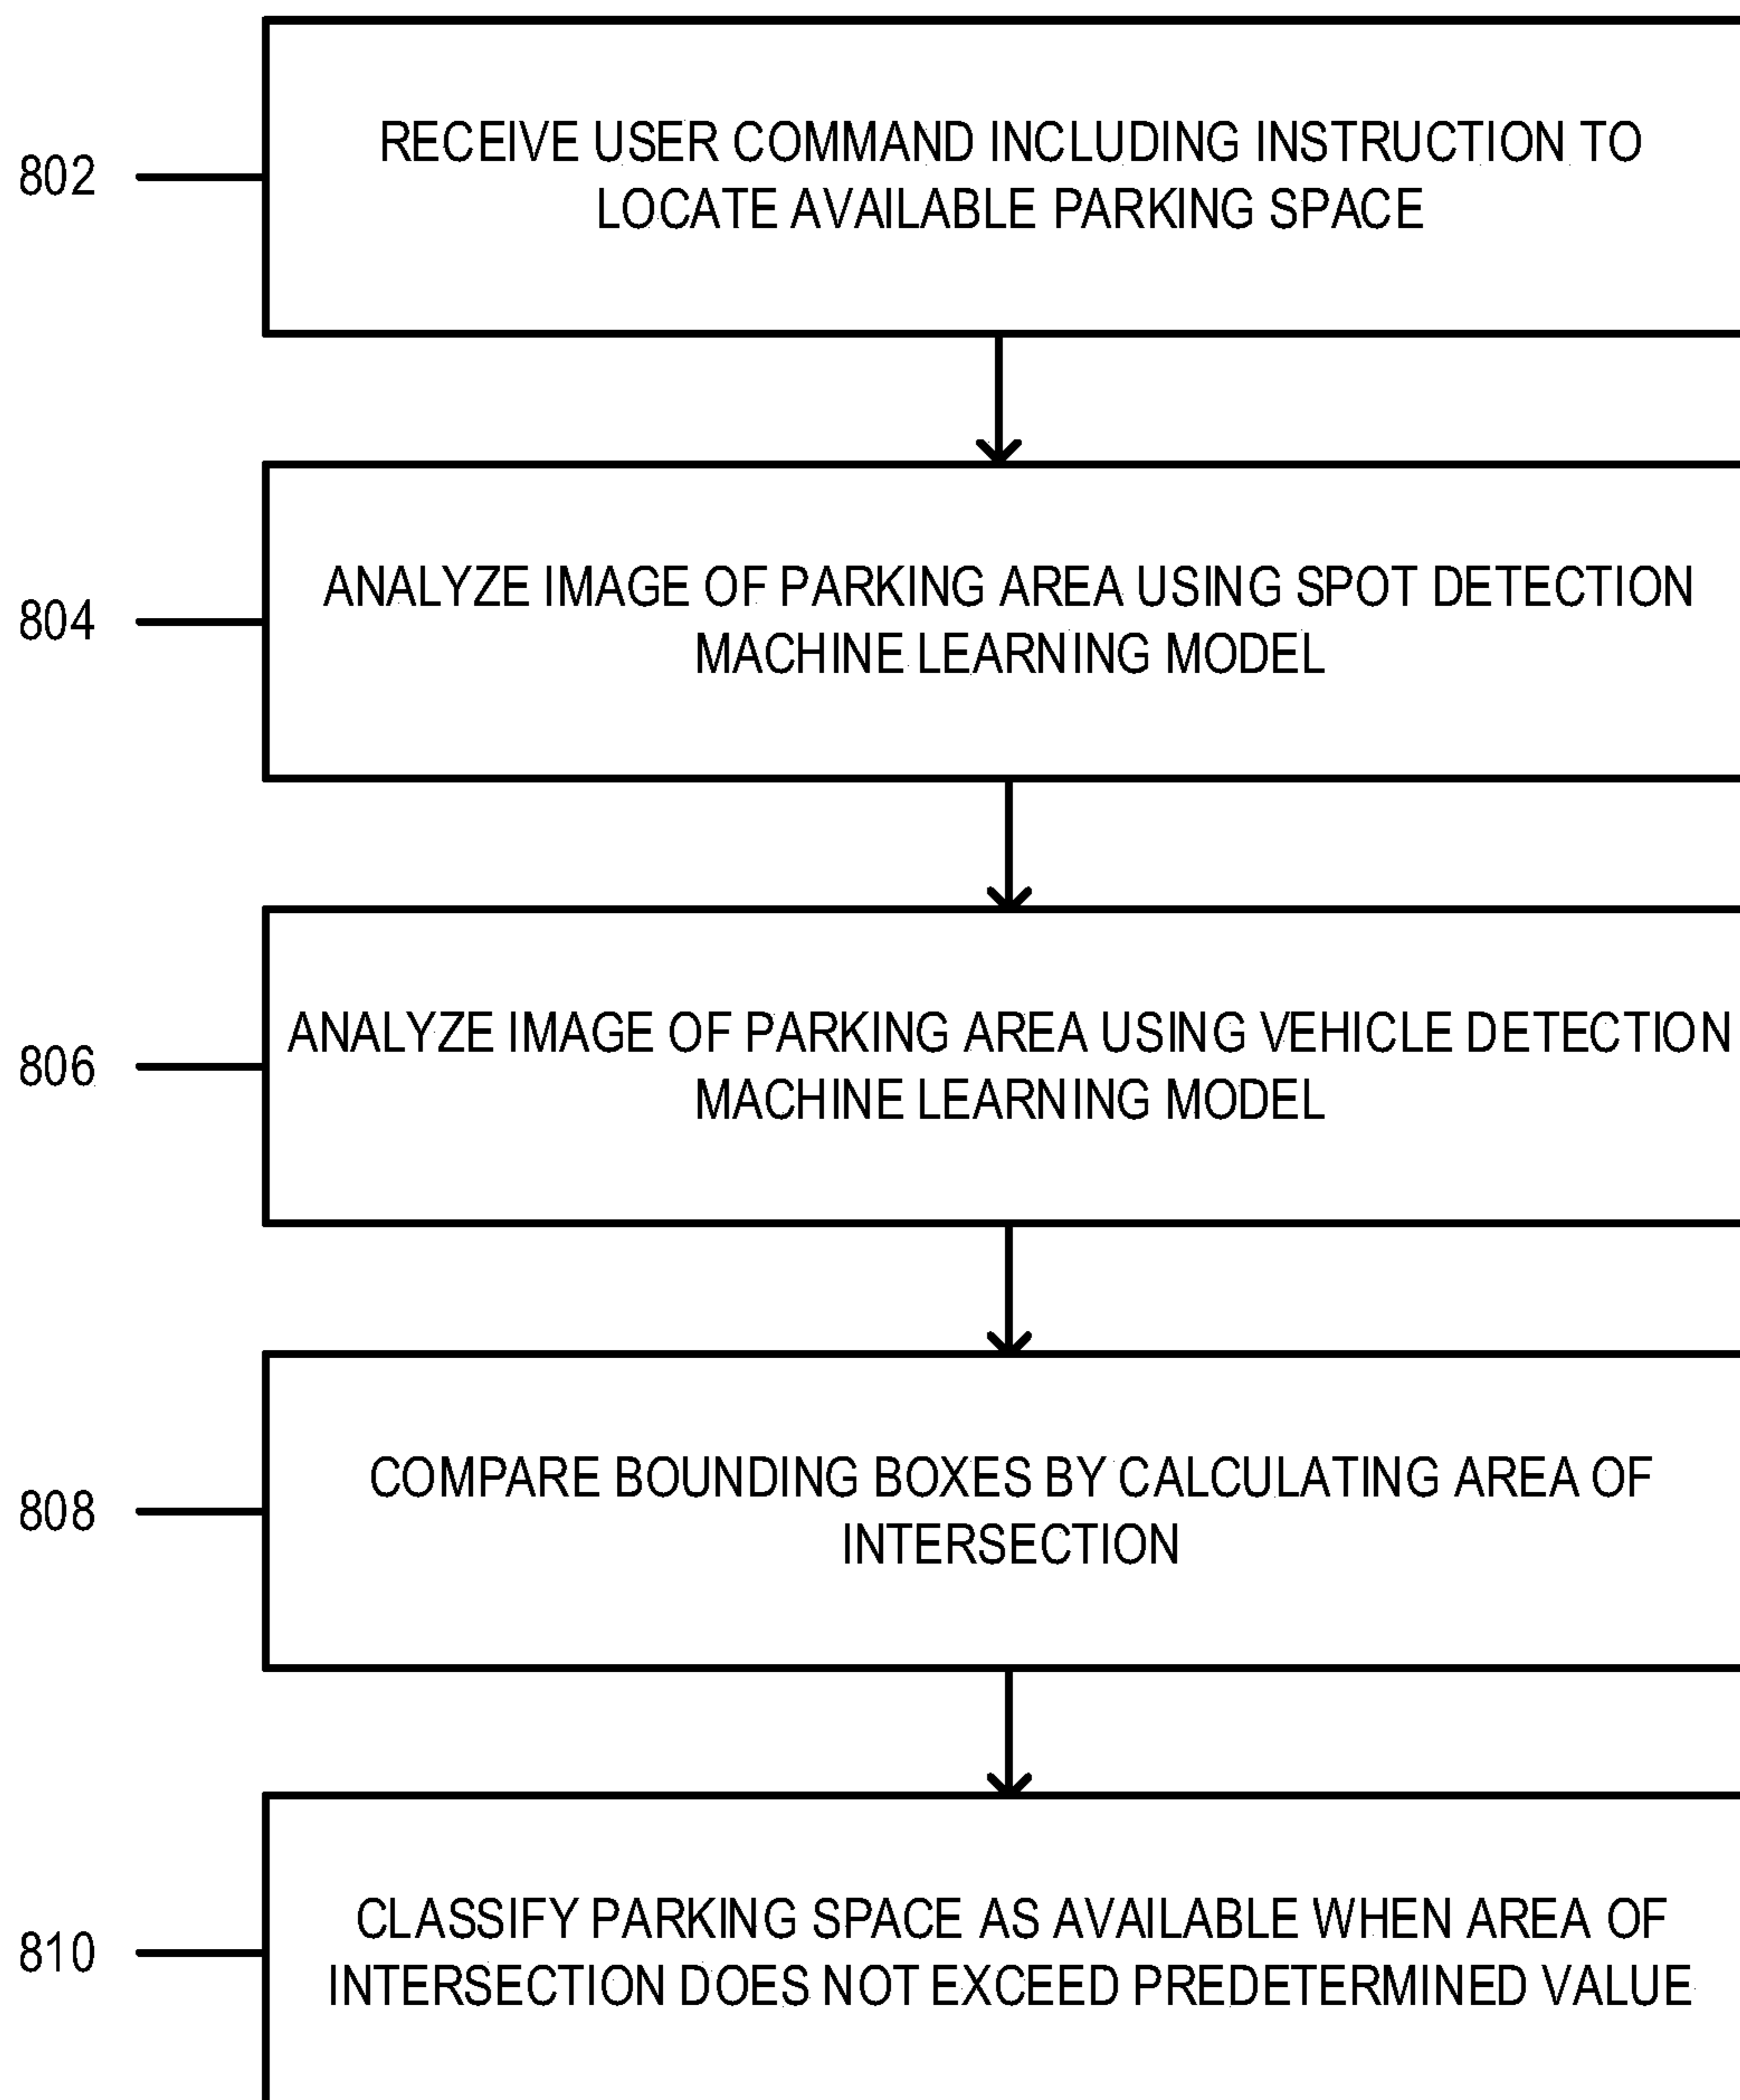 802
RECEIVE USER COMMAND INCLUDING INSTRUCTION TO
LOCATE AVAILABLE PARKING SPACE
804
ANALYZE IMAGE OF PARKING AREA USING SPOT DETECTION
MACHINE LEARNING MODEL
806
ANALYZE IMAGE OF PARKING AREA USING VEHICLE DETECTION
MACHINE LEARNING MODEL
808
COMPARE BOUNDING BOXES BY CALCULATING AREA OF
INTERSECTION
810
CLASSIFY PARKING SPACE AS AVAILABLE WHEN AREA OF
INTERSECTION DOES NOT EXCEED PREDETERMINED VALUE